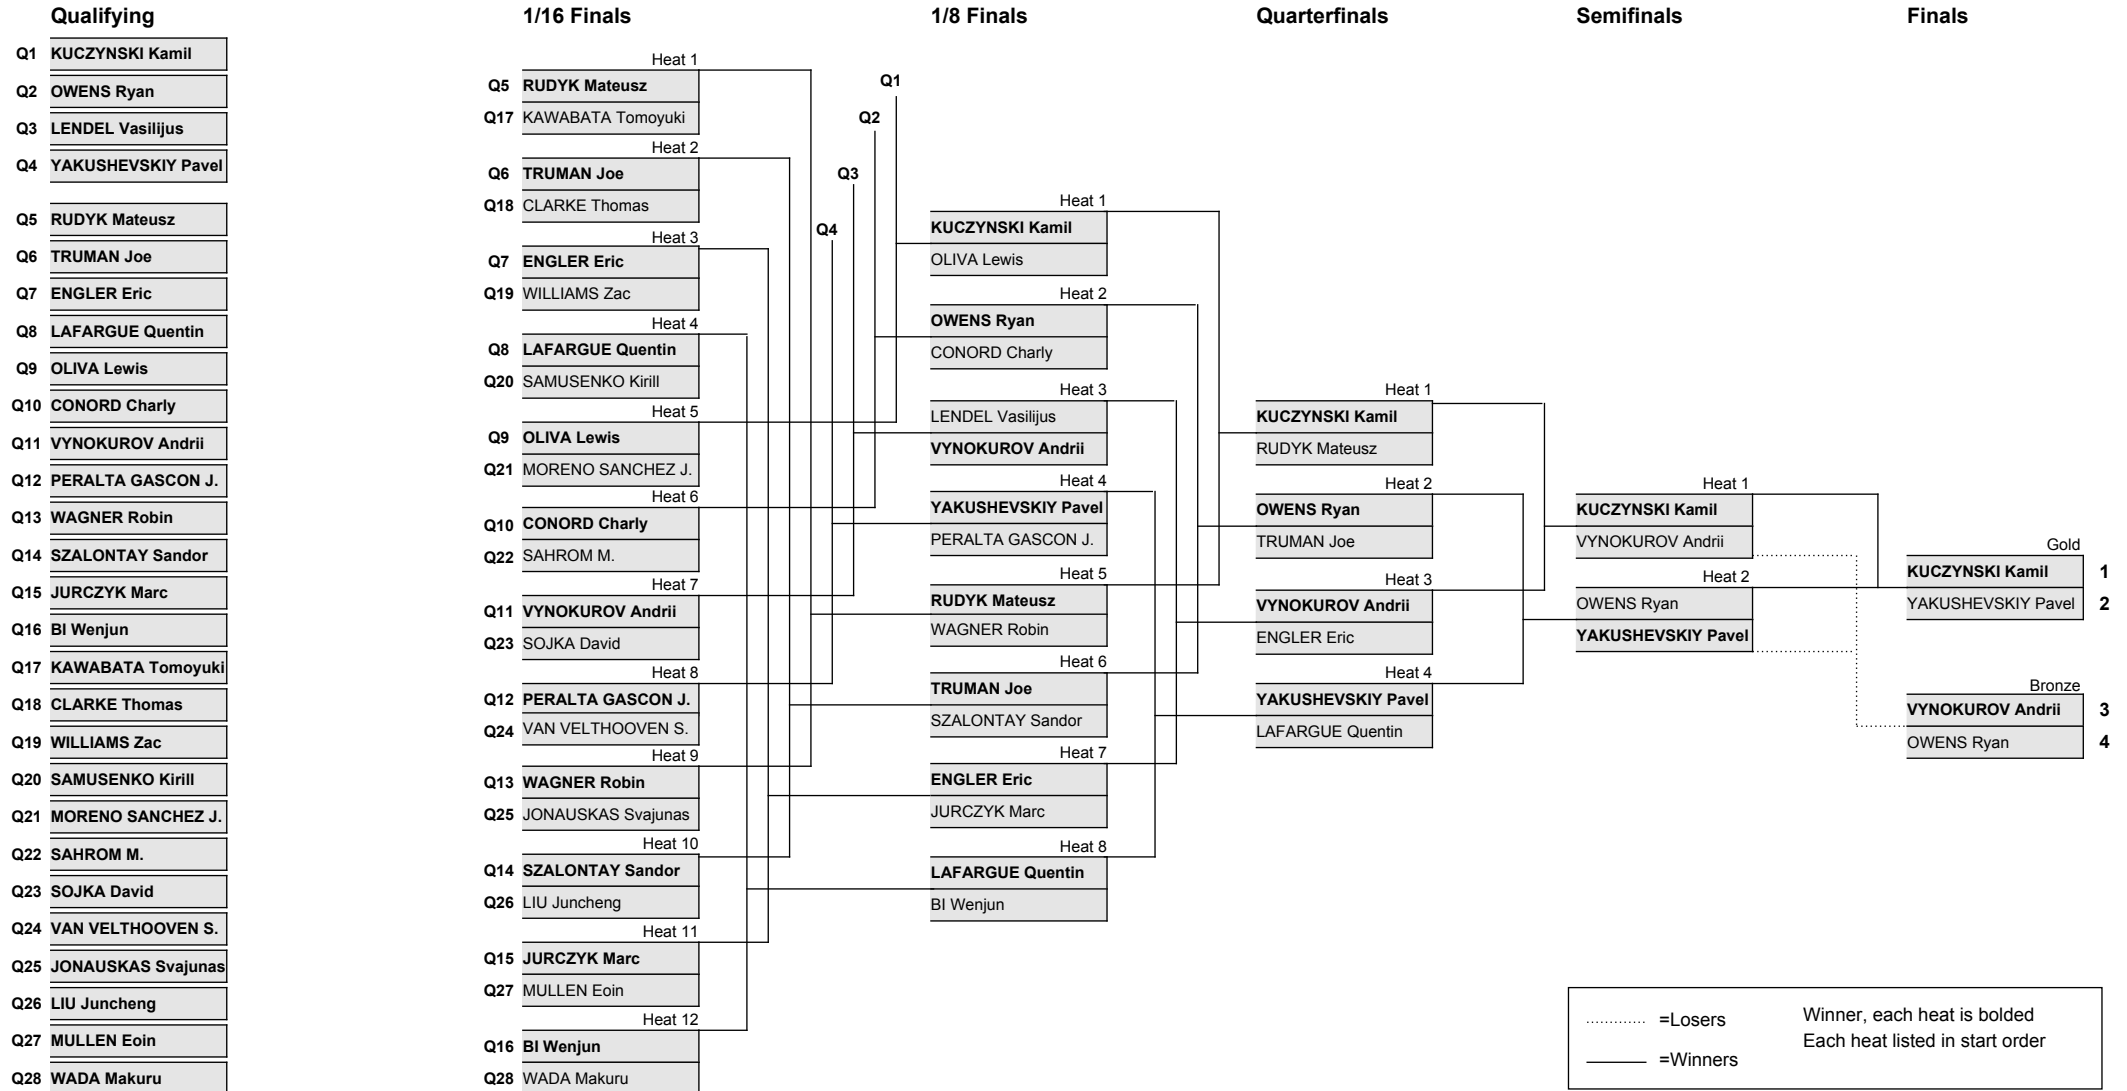 Qualifying
Q1 KUCZYNSKI Kamil
Q2 OWENS Ryan
Q3 LENDEL Vasilijus
Q4 YAKUSHEVSKIY Pavel
Q5 RUDYK Mateusz
Q6 TRUMAN Joe
Q7 ENGLER Eric
Q8 LAFARGUE Quentin
Q9 OLIVA Lewis
Q10 CONORD Charly
Q11 VYNOKUROV Andrii
Q12 PERALTA GASCON J.
Q13 WAGNER Robin
Q14 SZALONTAY Sandor
Q15 JURCZYK Marc
Q16 BI Wenjun
Q17 KAWABATA Tomoyuki
Q18 CLARKE Thomas
Q19 WILLIAMS Zac
Q20 SAMUSENKO Kirill
Q21 MORENO SANCHEZ J.
Q22 SAHROM M.
Q23 SOJKA David
Q24 VAN VELTHOOVEN S.
Q25 JONAUSKAS Svajunas
Q26 LIU Juncheng
Q27 MULLEN Eoin
Q28 WADA Makuru
1/16 Finals
Heat 1
Q5 RUDYK Mateusz
Q17 KAWABATA Tomoyuki
Heat 2
Q6 TRUMAN Joe
Q18 CLARKE Thomas
Heat 3
Q7 ENGLER Eric
Q19 WILLIAMS Zac
Heat 4
Q8 LAFARGUE Quentin
Q20 SAMUSENKO Kirill
Heat 5
Q9 OLIVA Lewis
Q21 MORENO SANCHEZ J.
Heat 6
Q10 CONORD Charly
Q22 SAHROM M.
Heat 7
Q11 VYNOKUROV Andrii
Q23 SOJKA David
Heat 8
Q12 PERALTA GASCON J.
Q24 VAN VELTHOOVEN S.
Heat 9
Q13 WAGNER Robin
Q25 JONAUSKAS Svajunas
Heat 10
Q14 SZALONTAY Sandor
Q26 LIU Juncheng
Heat 11
Q15 JURCZYK Marc
Q27 MULLEN Eoin
Heat 12
Q16 BI Wenjun
Q28 WADA Makuru
1/8 Finals
Q1
Q2
Q3
Q4
Heat 1
KUCZYNSKI Kamil
OLIVA Lewis
Heat 2
OWENS Ryan
CONORD Charly
Heat 3
LENDEL Vasilijus
VYNOKUROV Andrii
Heat 4
YAKUSHEVSKIY Pavel
PERALTA GASCON J.
Heat 5
RUDYK Mateusz
WAGNER Robin
Heat 6
TRUMAN Joe
SZALONTAY Sandor
Heat 7
ENGLER Eric
JURCZYK Marc
Heat 8
LAFARGUE Quentin
BI Wenjun
Quarterfinals
Heat 1
KUCZYNSKI Kamil
RUDYK Mateusz
Heat 2
OWENS Ryan
TRUMAN Joe
Heat 3
VYNOKUROV Andrii
ENGLER Eric
Heat 4
YAKUSHEVSKIY Pavel
LAFARGUE Quentin
Semifinals
Heat 1
KUCZYNSKI Kamil
VYNOKUROV Andrii
Heat 2
OWENS Ryan
YAKUSHEVSKIY Pavel
Finals
Gold
KUCZYNSKI Kamil 1
YAKUSHEVSKIY Pavel 2
Bronze
VYNOKUROV Andrii 3
OWENS Ryan 4
=Losers
=Winners
Winner, each heat is bolded
Each heat listed in start order